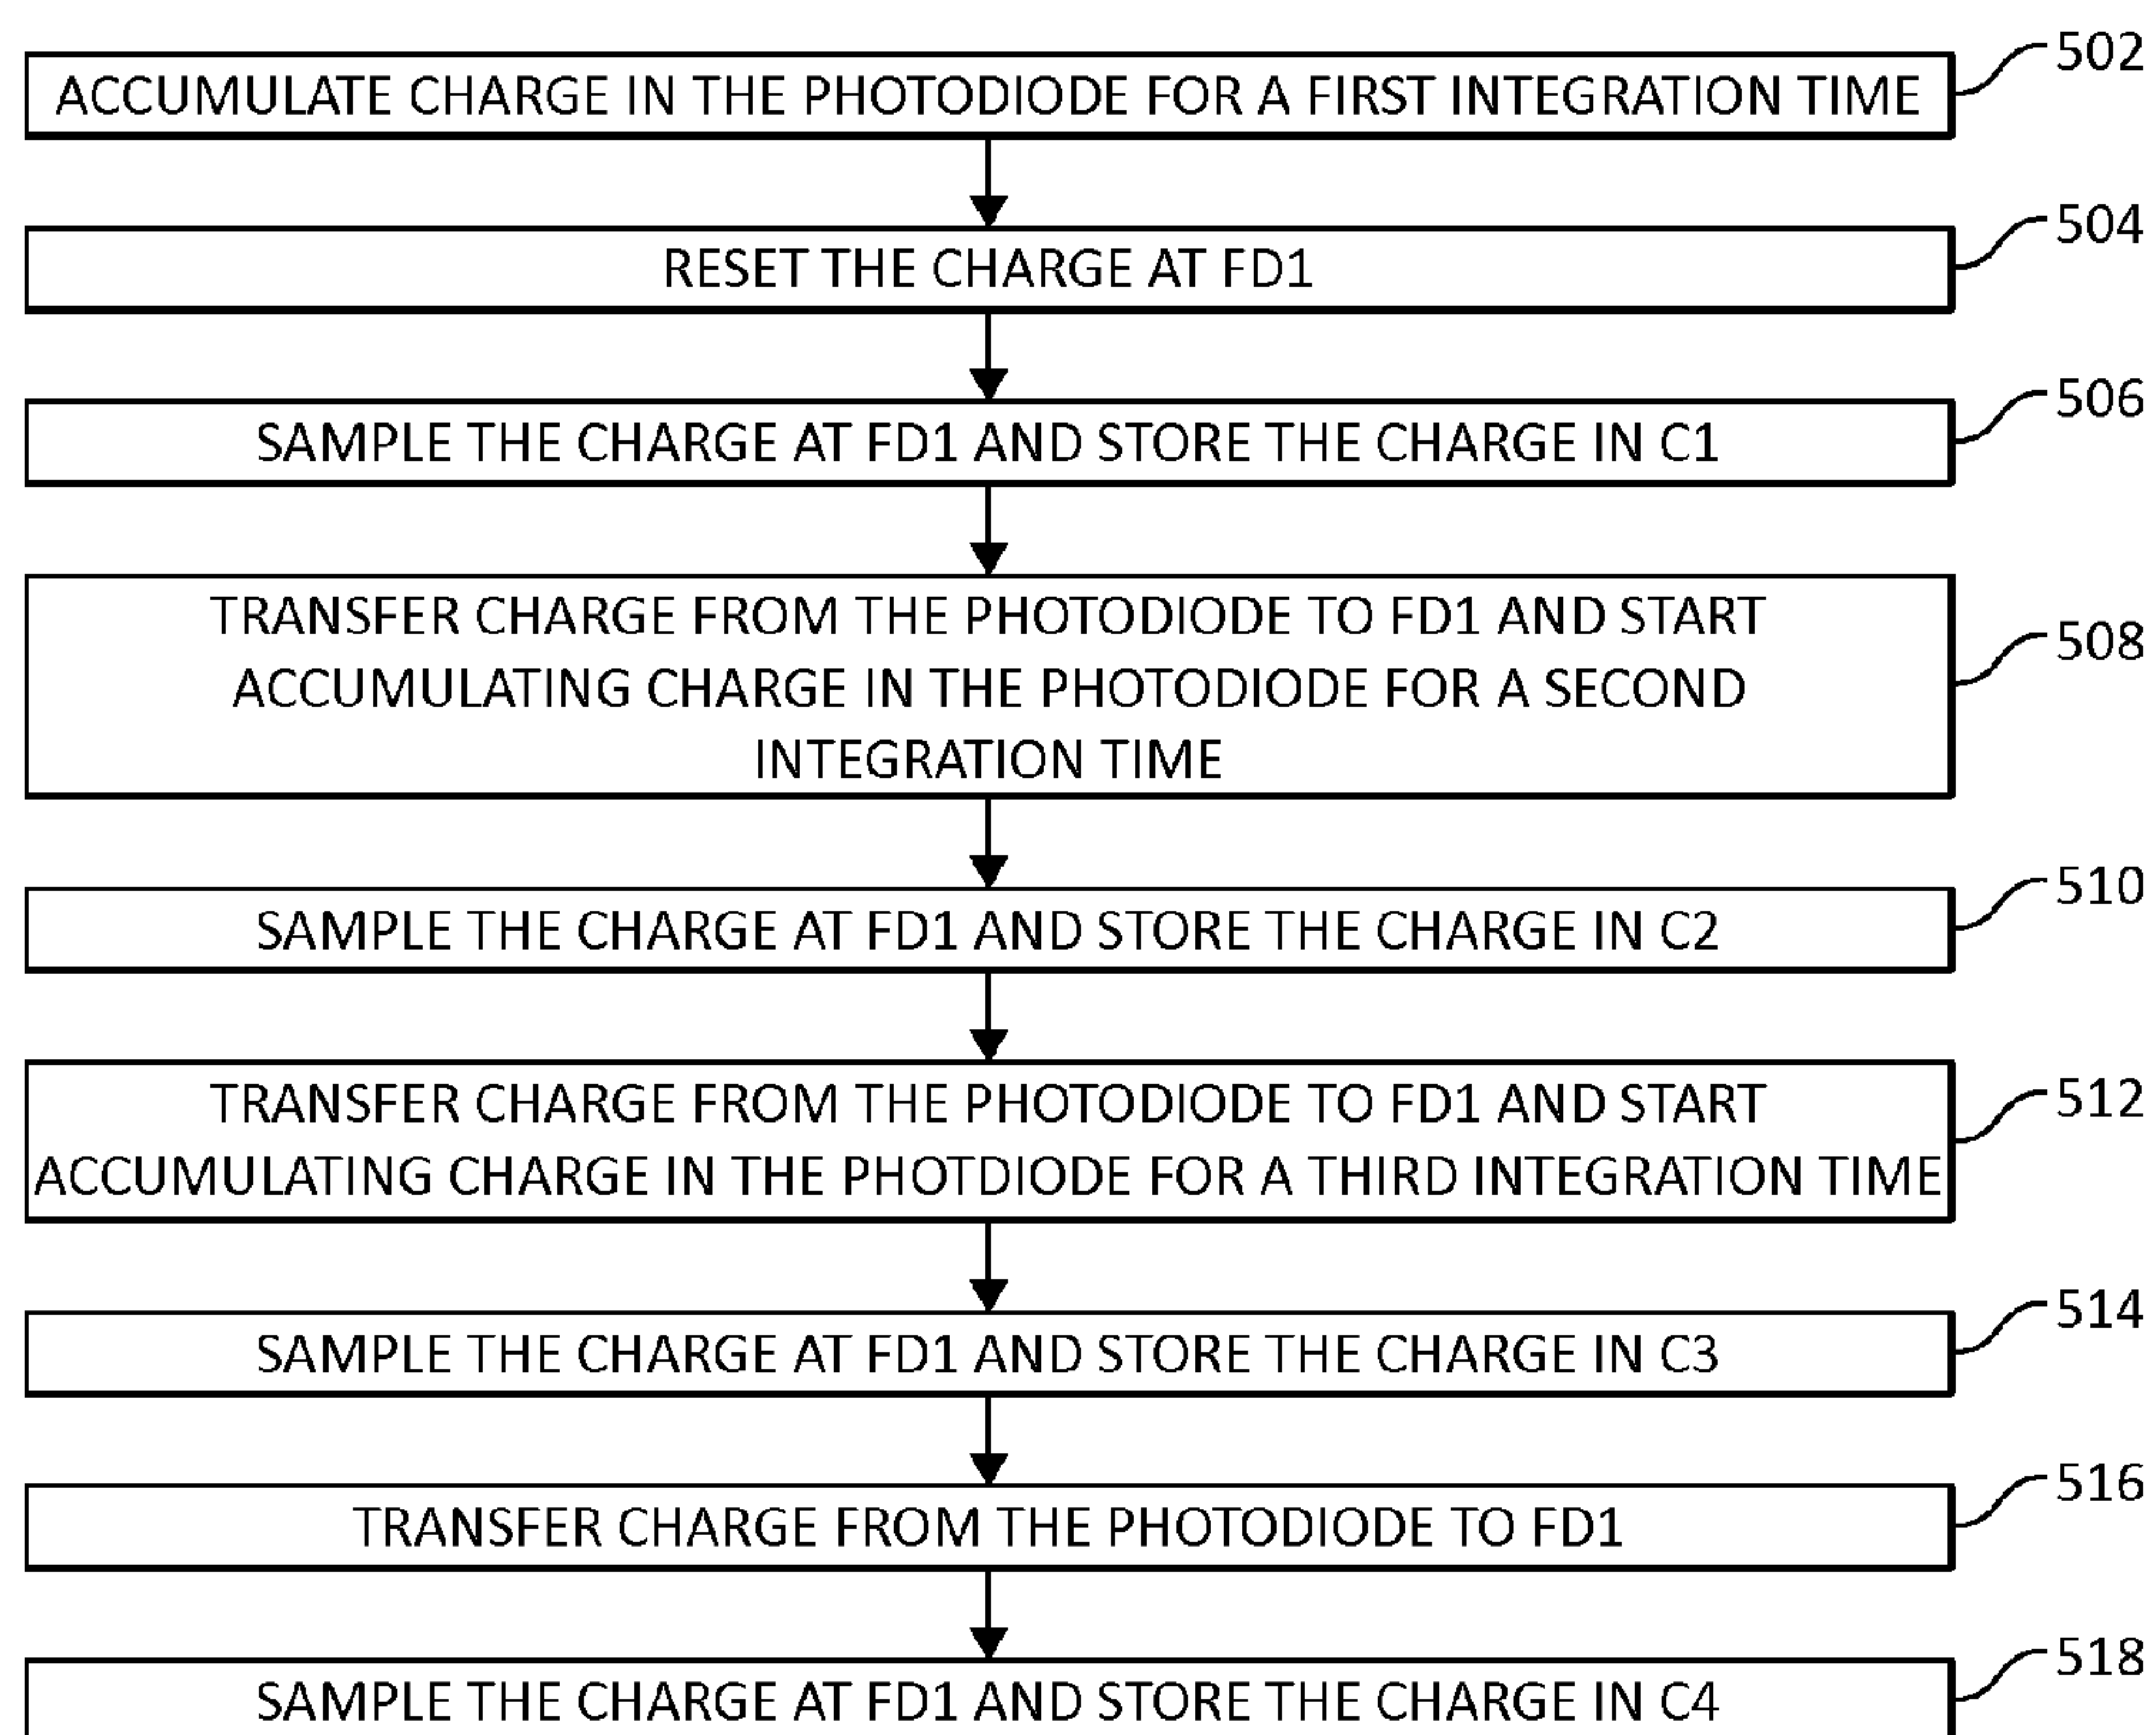 ACCUMULATE CHARGE IN THE PHOTODIODE FOR A FIRST INTEGRATION TIME
502
RESET THE CHARGE AT FD1
504
SAMPLE THE CHARGE AT FD1 AND STORE THE CHARGE IN C1
506
TRANSFER CHARGE FROM THE PHOTODIODE TO FD1 AND START
ACCUMULATING CHARGE IN THE PHOTODIODE FOR A SECOND
INTEGRATION TIME
508
SAMPLE THE CHARGE AT FD1 AND STORE THE CHARGE IN C2
510
TRANSFER CHARGE FROM THE PHOTODIODE TO FD1 AND START
ACCUMULATING CHARGE IN THE PHOTDIODE FOR A THIRD INTEGRATION TIME
512
SAMPLE THE CHARGE AT FD1 AND STORE THE CHARGE IN C3
514
TRANSFER CHARGE FROM THE PHOTODIODE TO FD1
516
SAMPLE THE CHARGE AT FD1 AND STORE THE CHARGE IN C4
518